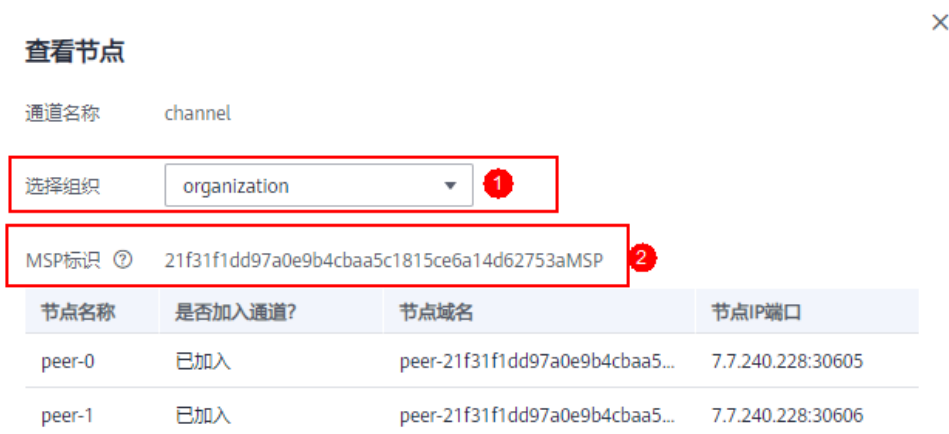 查看节点
通道名称 channel
选择组织 organization 1
MSP标识 ? 21f31f1dd97a0e9b4cbaa5c1815ce6a14d62753aMSP 2
节点名称 是否加入通道? 节点域名 节点IP端口
peer-0 已加入 peer-21f31f1dd97a0e9b4cbaa5... 7.7.240.228:30605
peer-1 已加入 peer-21f31f1dd97a0e9b4cbaa5... 7.7.240.228:30606